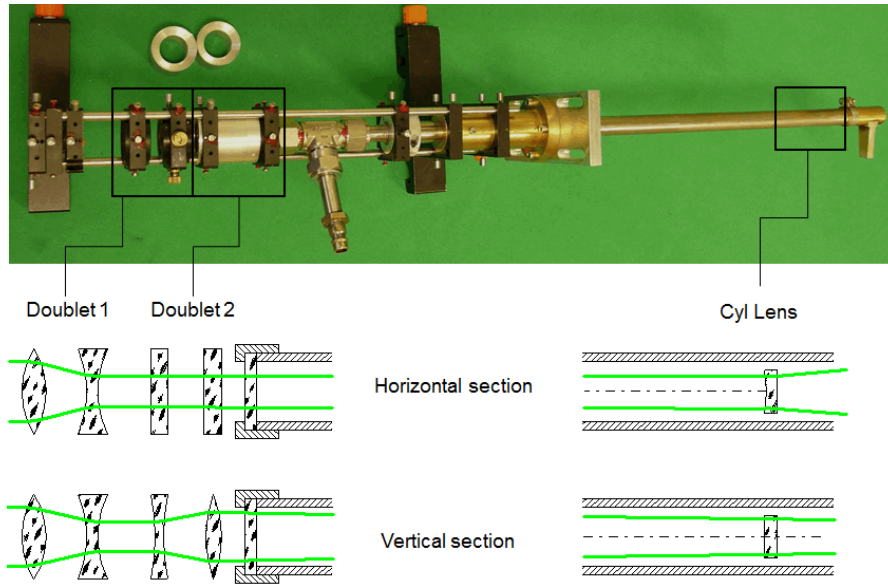 Doublet 1
Doublet 2
Cyl Lens
Horizontal section
Vertical section